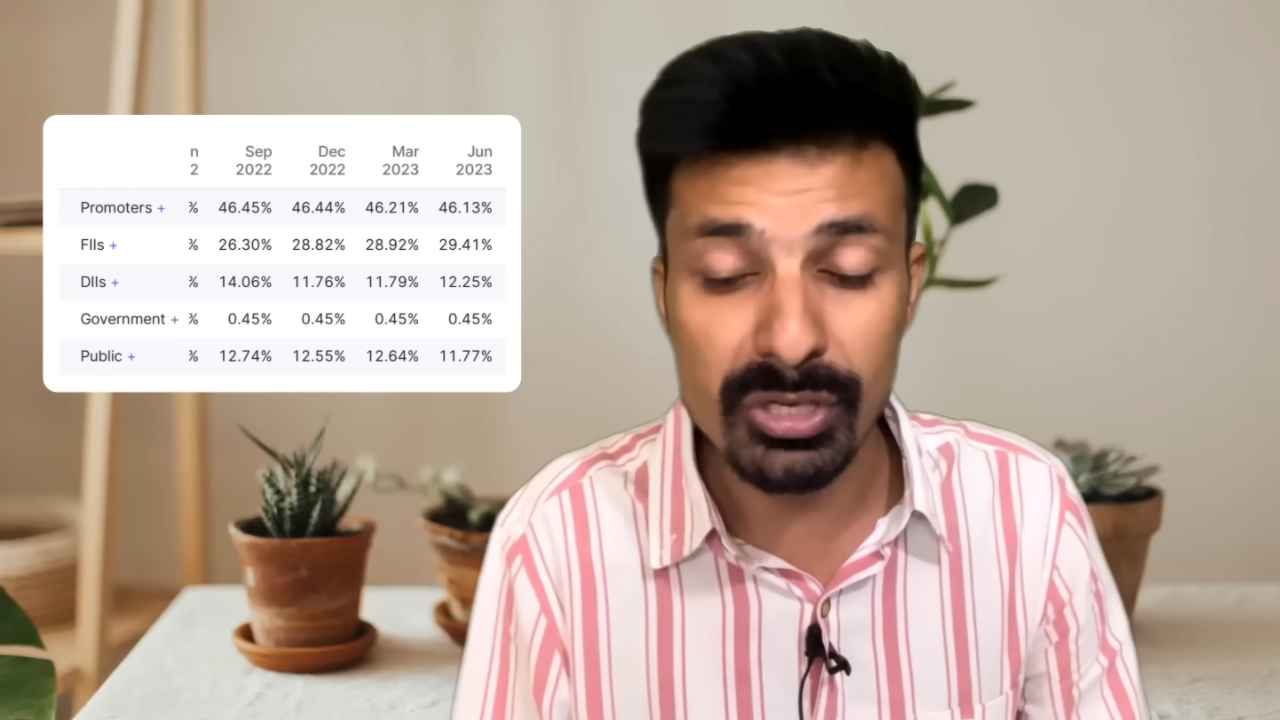 n Sep Dec Mar Jun
2 2022 2022 2023 2023
Promoters + % 46.45% 46.44% 46.21% 46.13%
FIIs + % 26.30% 28.82% 28.92% 29.41%
DIIs + % 14.06% 11.76% 11.79% 12.25%
Government + % 0.45% 0.45% 0.45% 0.45%
Public + % 12.74% 12.55% 12.64% 11.77%